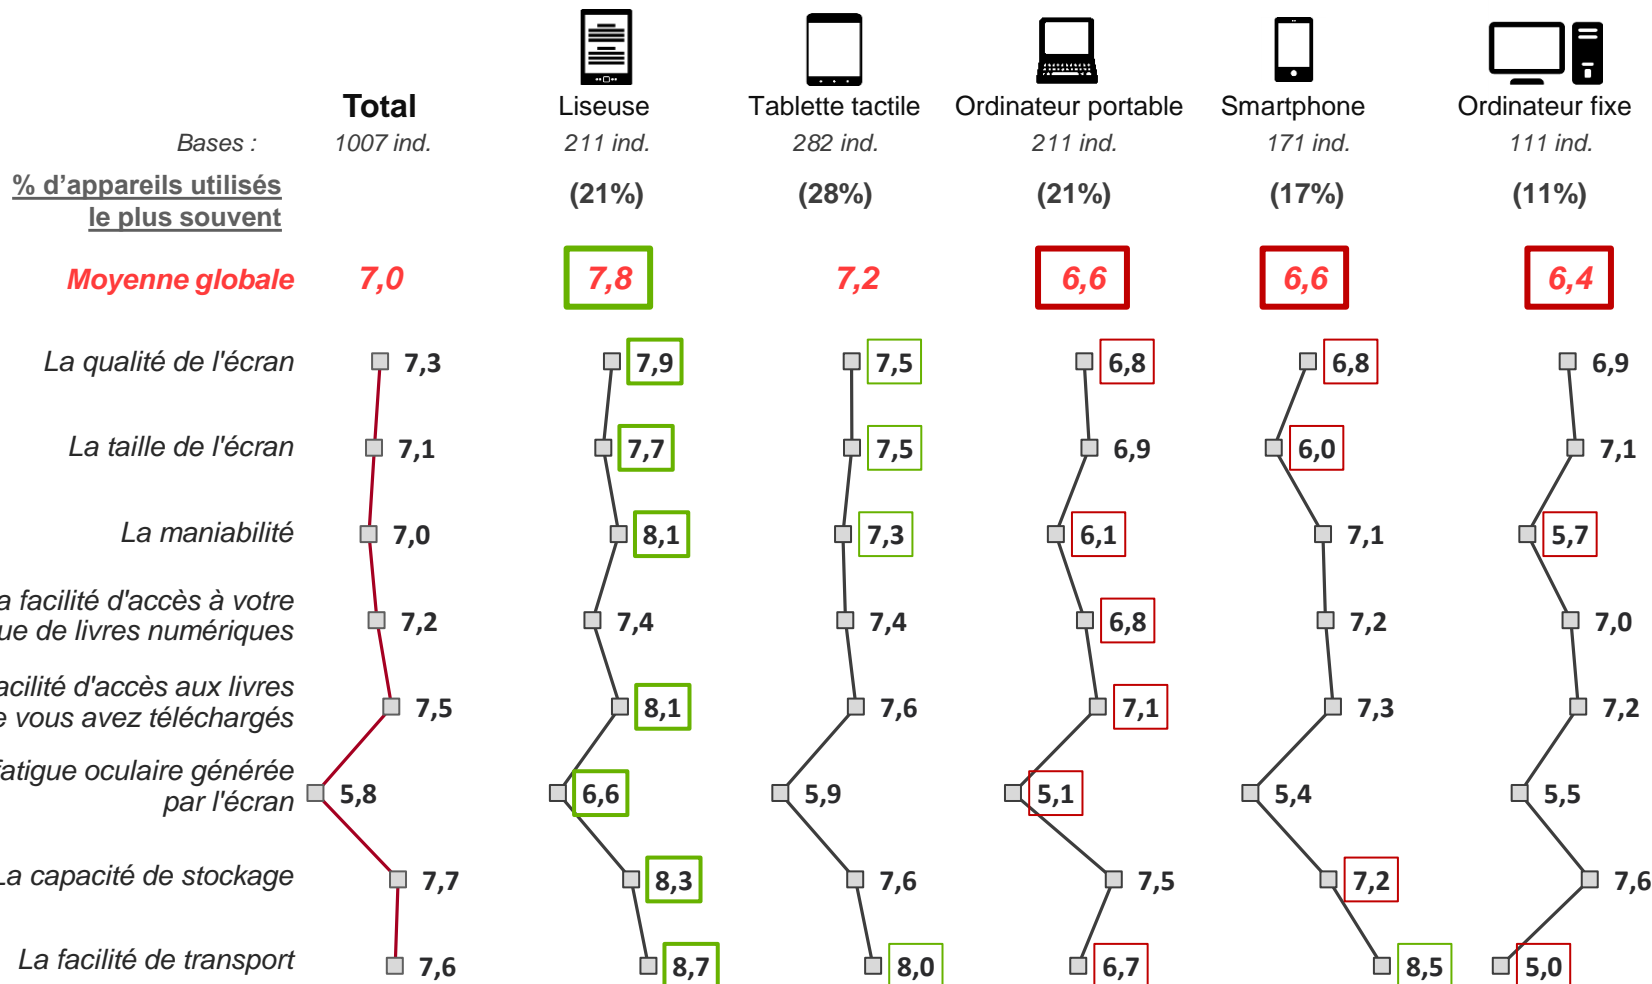 Total Liseuse Tablette tactile Ordinateur portable Smartphone Ordinateur fixe
Bases : 1007 ind. 211 ind. 282 ind. 211 ind. 171 ind. 111 ind.
% d'appareils utilisés
le plus souvent
(21%) (28%) (21%) (17%) (11%)
Moyenne globale 7,0 7,8 7,2 6,6 6,6 6,4
La qualité de l'écran 7,3 7,9 7,5 6,8 6,8 6,9
La taille de l'écran 7,1 7,7 7,5 6,9 6,0 7,1
La maniabilité 7,0 8,1 7,3 6,1 7,1 5,7
a facilité d'accès à votre
ue de livres numériques
7,2 7,4 7,4 6,8 7,2 7,0
acilité d'accès aux livres
e vous avez téléchargés
7,5 8,1 7,6 7,1 7,3 7,2
fatigue oculaire générée
par l'écran
5,8 6,6 5,9 5,1 5,4 5,5
La capacité de stockage 7,7 8,3 7,6 7,5 7,2 7,6
La facilité de transport 7,6 8,7 8,0 6,7 8,5 5,0